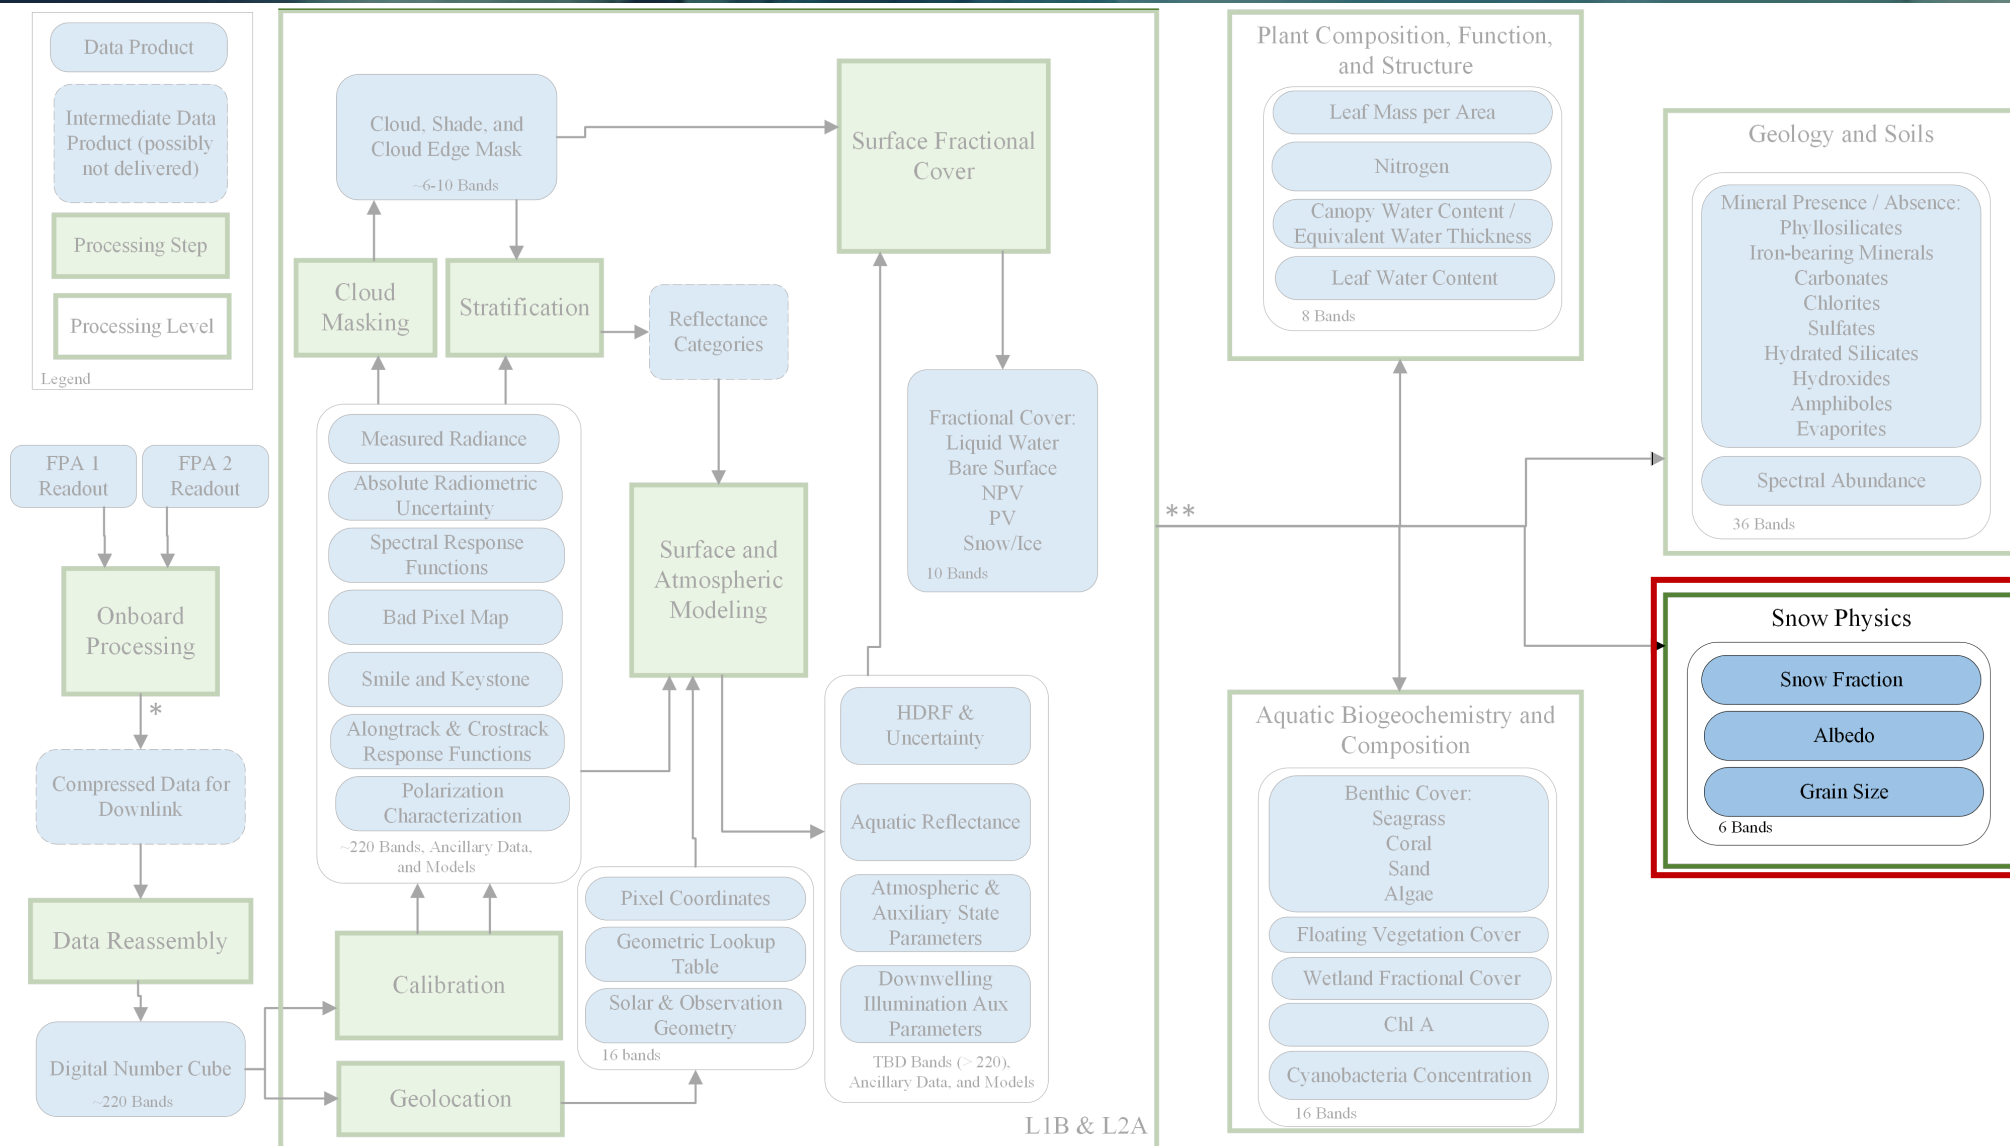 Data Product
Intermediate Data
Product (possibly
not delivered)
Processing Step
Processing Level
Legend
FPA 1
Readout
FPA 2
Readout
Onboard
Processing
*
Compressed Data for
Downlink
Data Reassembly
Digital Number Cube
~220 Bands
Cloud, Shade, and
Cloud Edge Mask
~6-10 Bands
Cloud
Masking
Stratification
Reflectance
Categories
Measured Radiance
Absolute Radiometric
Uncertainty
Spectral Response
Functions
Bad Pixel Map
Smile and Keystone
Alongtrack & Crostrack
Response Functions
Polarization
Characterization
~220 Bands, Ancillary Data,
and Models
Calibration
Geolocation
Surface Fractional
Cover
Surface and
Atmospheric
Modeling
Pixel Coordinates
Geometric Lookup
Table
Solar & Observation
Geometry
16 bands
Fractional Cover:
Liquid Water
Bare Surface
NPV
PV
Snow/Ice
10 Bands
HDRF &
Uncertainty
Aquatic Reflectance
Atmospheric &
Auxiliary State
Parameters
Downwelling
Illumination Aux
Parameters
TBD Bands (> 220),
Ancillary Data, and Models
L1B & L2A
**
Plant Composition, Function,
and Structure
Leaf Mass per Area
Nitrogen
Canopy Water Content /
Equivalent Water Thickness
Leaf Water Content
8 Bands
Aquatic Biogeochemistry and
Composition
Benthic Cover:
Seagrass
Coral
Sand
Algae
Floating Vegetation Cover
Wetland Fractional Cover
Chl A
Cyanobacteria Concentration
16 Bands
Geology and Soils
Mineral Presence / Absence:
Phyllosilicates
Iron-bearing Minerals
Carbonates
Chlorites
Sulfates
Hydrated Silicates
Hydroxides
Amphiboles
Evaporites
Spectral Abundance
36 Bands
Snow Physics
Snow Fraction
Albedo
Grain Size
6 Bands